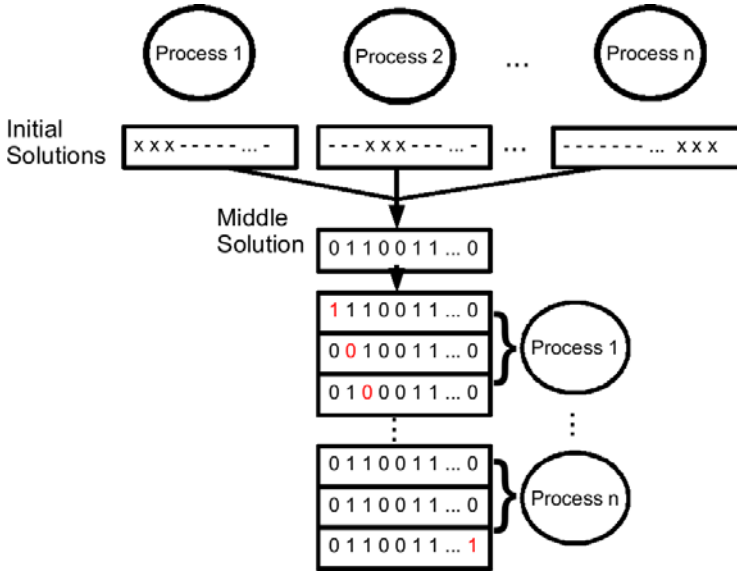 Process 1 Process 2 ... Process n
Initial Solutions
x x x - - - - - ... -
- - - x x x - - - ... -
...
- - - - - - - ... x x x
Middle Solution
0 1 1 0 0 1 1 ... 0
1 1 1 0 0 1 1 ... 0
0 0 1 0 0 1 1 ... 0
Process 1
0 1 0 0 0 1 1 ... 0
...
...
0 1 1 0 0 1 1 ... 0
0 1 1 0 0 1 1 ... 0
Process n
0 1 1 0 0 1 1 ... 1